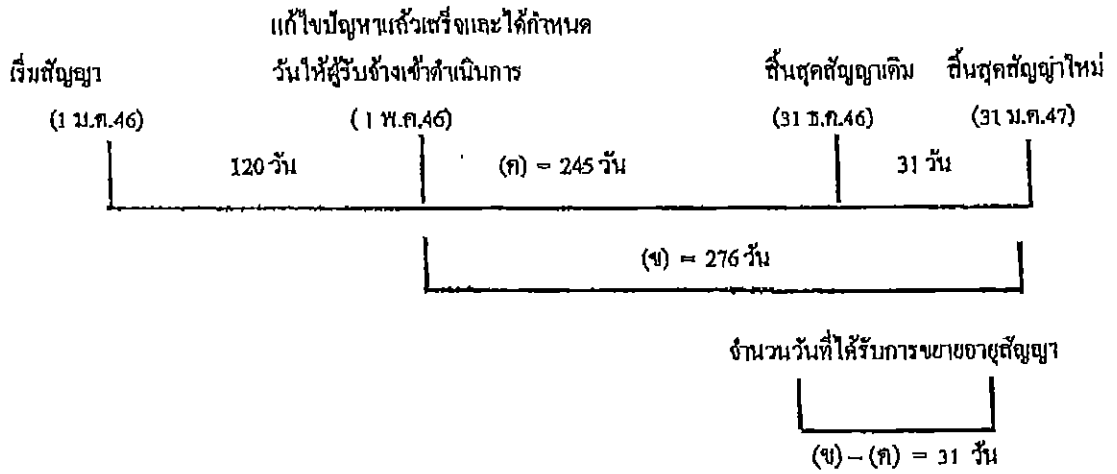 แก้ไขปัญหาแล้วเสร็จและได้กำหนด
เริ่มสัญญา วันให้ผู้รับจ้างเข้าดำเนินการ สิ้นสุดสัญญาเดิม สิ้นสุดสัญญาใหม่
(1 ม.ค.46) (1 พ.ค.46) (31 ธ.ค.46) (31 ม.ค.47)
120 วัน (ค) = 245 วัน 31 วัน
(ข) = 276 วัน
จำนวนวันที่ได้รับการขยายอายุสัญญา
(ข) – (ค) = 31 วัน